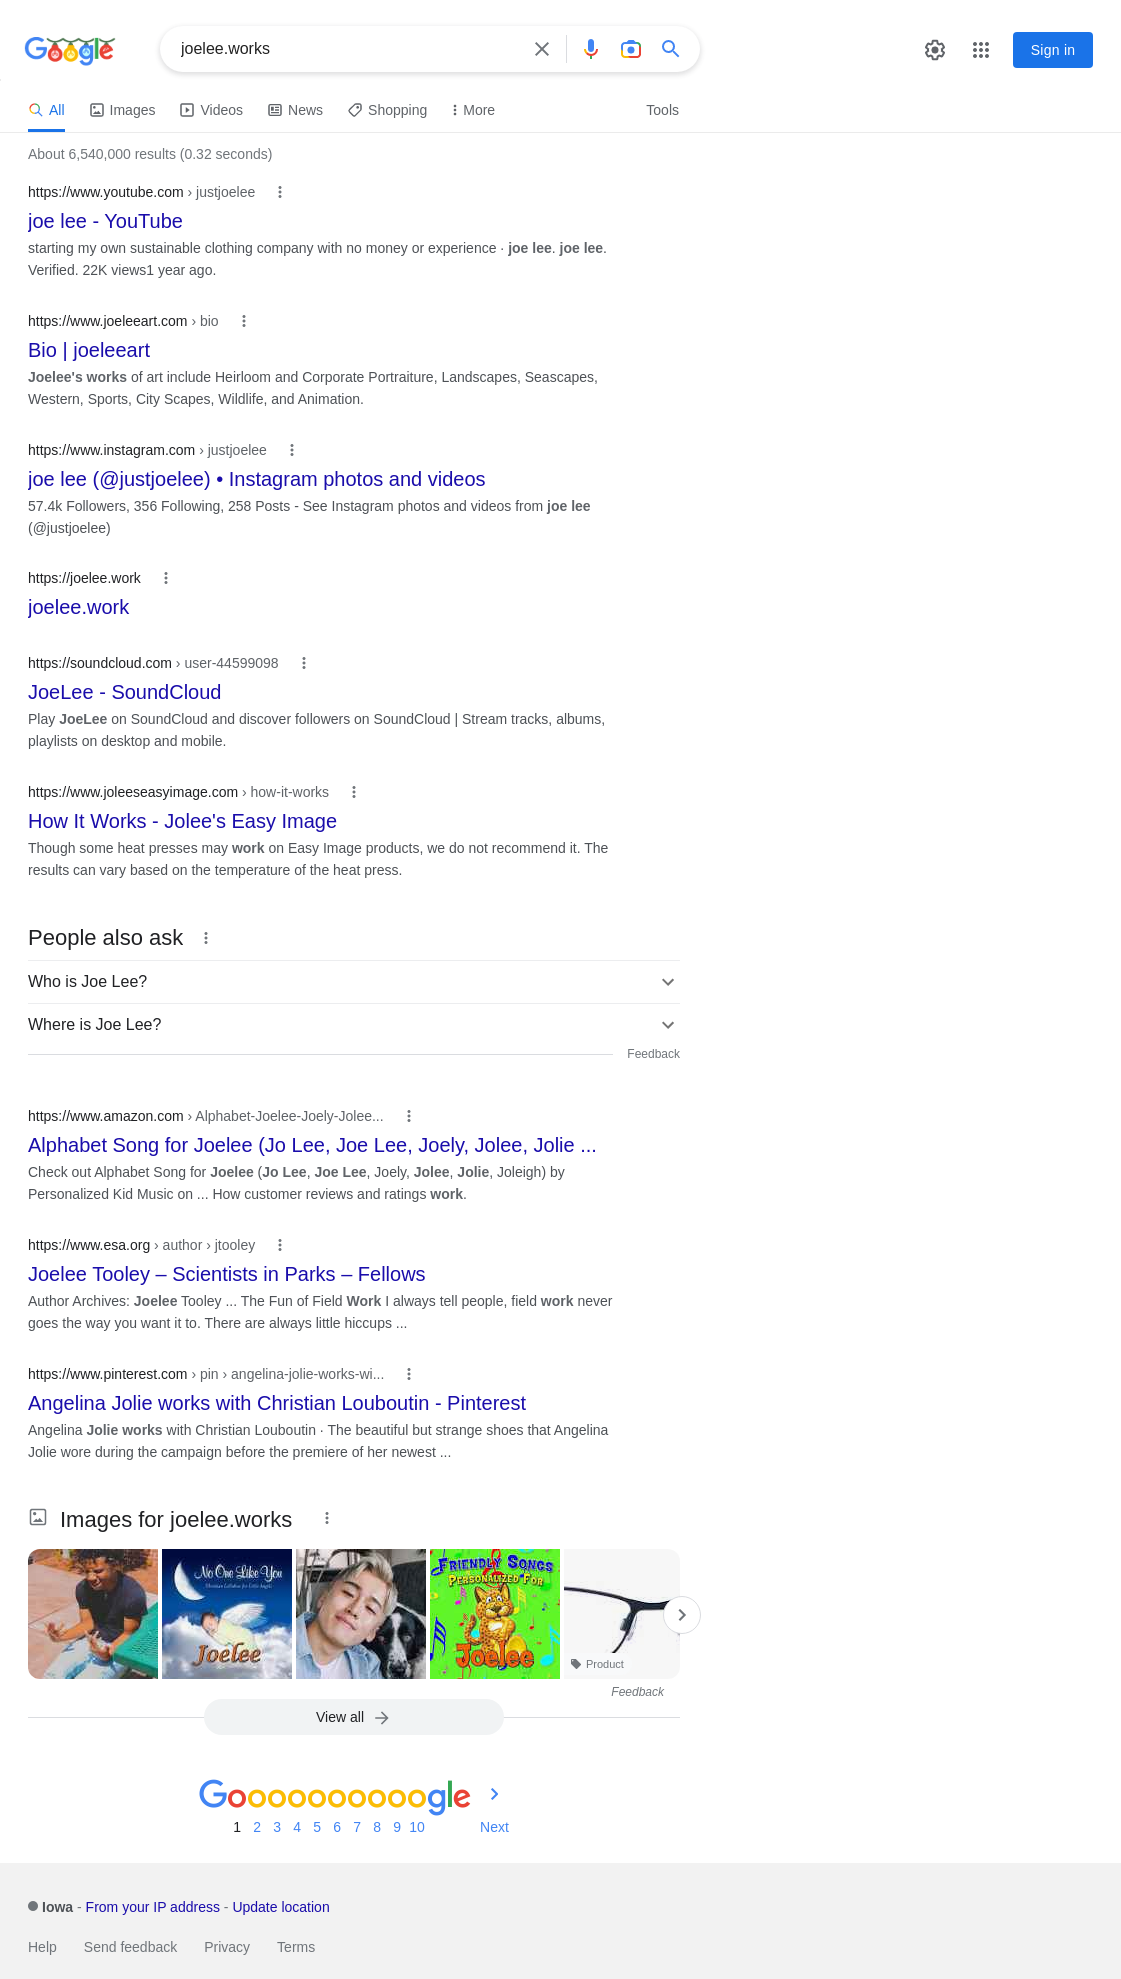 Google
joelee.works
Sign in
All
Images
Videos
News
Shopping
More
Tools
About 6,540,000 results (0.32 seconds)
https://www.youtube.com › justjoelee
joe lee - YouTube
starting my own sustainable clothing company with no money or experience · joe lee. joe lee.
Verified. 22K views1 year ago.
https://www.joeleeart.com › bio
Bio | joeleeart
Joelee's works of art include Heirloom and Corporate Portraiture, Landscapes, Seascapes,
Western, Sports, City Scapes, Wildlife, and Animation.
https://www.instagram.com › justjoelee
joe lee (@justjoelee) • Instagram photos and videos
57.4k Followers, 356 Following, 258 Posts - See Instagram photos and videos from joe lee
(@justjoelee)
https://joelee.work
joelee.work
https://soundcloud.com › user-44599098
JoeLee - SoundCloud
Play JoeLee on SoundCloud and discover followers on SoundCloud | Stream tracks, albums,
playlists on desktop and mobile.
https://www.joleeseasyimage.com › how-it-works
How It Works - Jolee's Easy Image
Though some heat presses may work on Easy Image products, we do not recommend it. The
results can vary based on the temperature of the heat press.
People also ask
Who is Joe Lee?
Where is Joe Lee?
Feedback
https://www.amazon.com › Alphabet-Joelee-Joely-Jolee...
Alphabet Song for Joelee (Jo Lee, Joe Lee, Joely, Jolee, Jolie ...
Check out Alphabet Song for Joelee (Jo Lee, Joe Lee, Joely, Jolee, Jolie, Joleigh) by
Personalized Kid Music on ... How customer reviews and ratings work.
https://www.esa.org › author › jtooley
Joelee Tooley – Scientists in Parks – Fellows
Author Archives: Joelee Tooley ... The Fun of Field Work I always tell people, field work never
goes the way you want it to. There are always little hiccups ...
https://www.pinterest.com › pin › angelina-jolie-works-wi...
Angelina Jolie works with Christian Louboutin - Pinterest
Angelina Jolie works with Christian Louboutin · The beautiful but strange shoes that Angelina
Jolie wore during the campaign before the premiere of her newest ...
Images for joelee.works
No One Like You
Christian Lullabies for Little Angels
Joelee
FRIENDLY SONGS
PERSONALIZED FOR
Joelee
Product
Feedback
View all
Goooooooooogle
1 2 3 4 5 6 7 8 9 10 Next
Iowa - From your IP address - Update location
Help Send feedback Privacy Terms